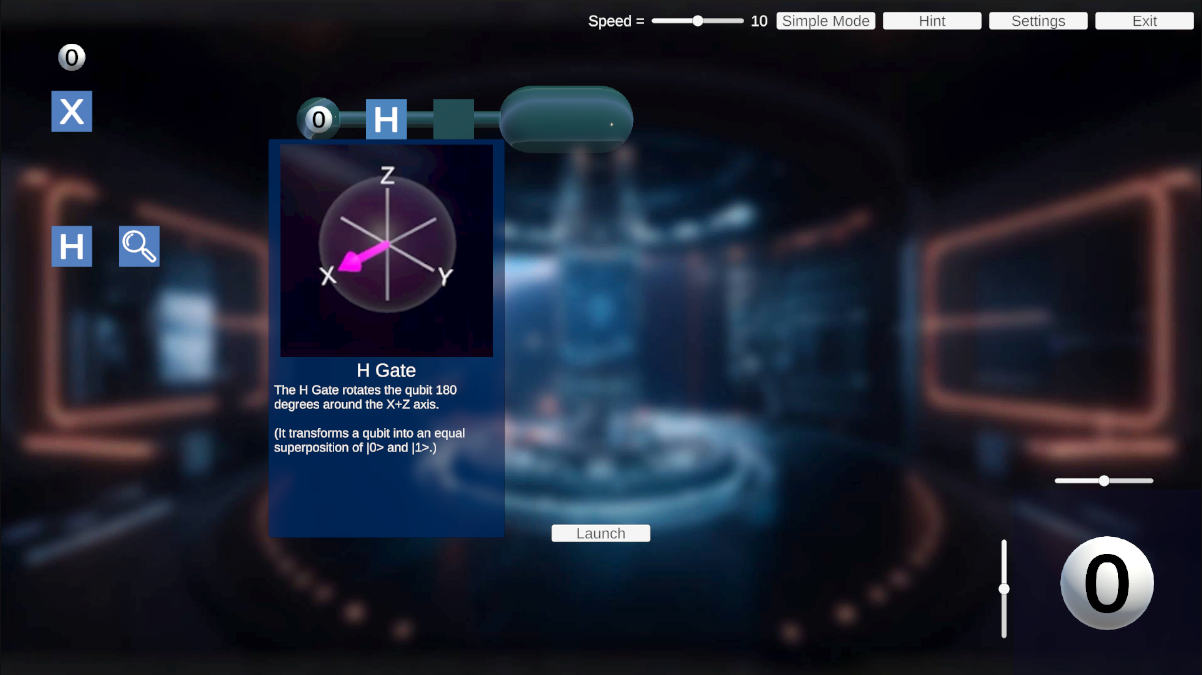 Speed = 10 Simple Mode Hint Settings Exit
0
X
0 H
Z
X Y
H
H Gate
The H Gate rotates the qubit 180
degrees around the X+Z axis.
(It transforms a qubit into an equal
superposition of |0> and |1>.)
Launch
0